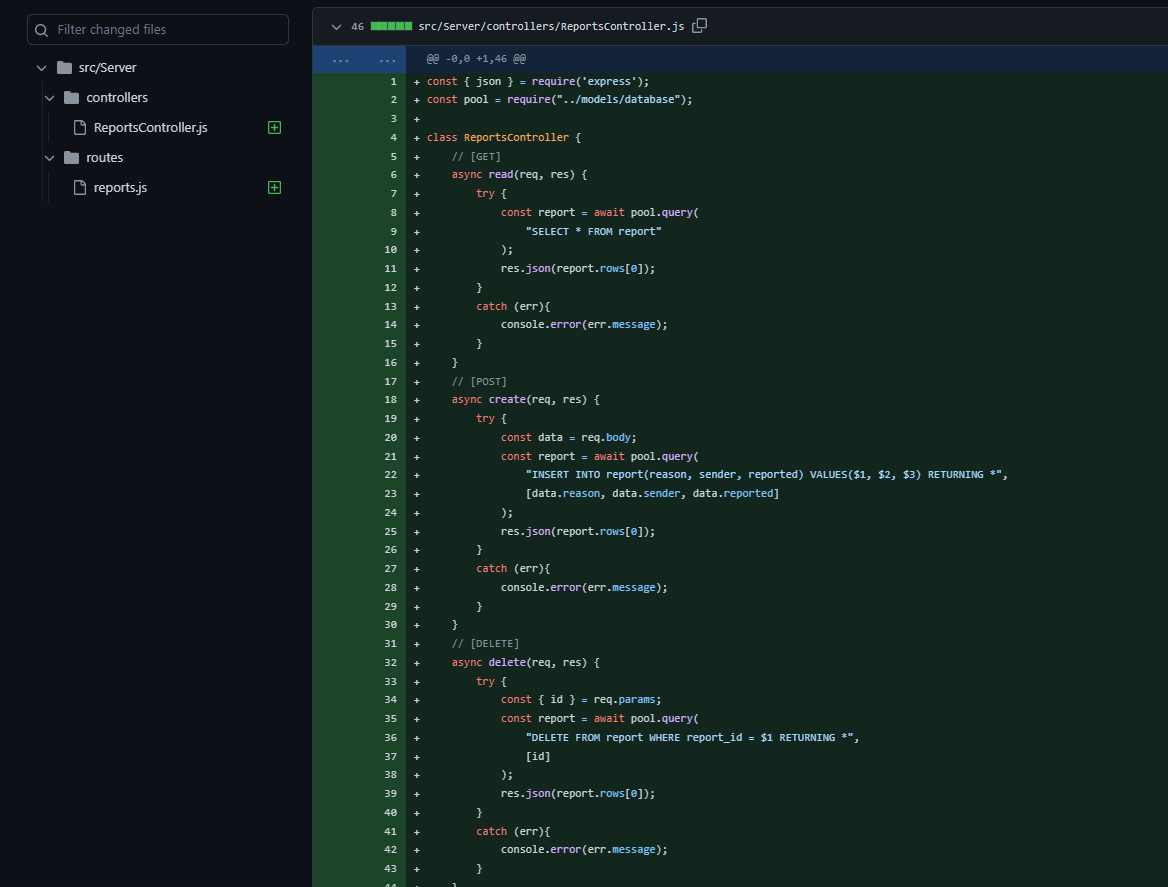 Filter changed files
src/Server
controllers
ReportsController.js
routes
reports.js
46 src/Server/controllers/ReportsController.js
... ... @@ -0,0 +1,46 @@
1 + const { json } = require('express');
2 + const pool = require("../models/database");
3 +
4 + class ReportsController {
5 + // [GET]
6 + async read(req, res) {
7 + try {
8 + const report = await pool.query(
9 + "SELECT * FROM report"
10 + );
11 + res.json(report.rows[0]);
12 + }
13 + catch (err){
14 + console.error(err.message);
15 + }
16 + }
17 + // [POST]
18 + async create(req, res) {
19 + try {
20 + const data = req.body;
21 + const report = await pool.query(
22 + "INSERT INTO report(reason, sender, reported) VALUES($1, $2, $3) RETURNING *",
23 + [data.reason, data.sender, data.reported]
24 + );
25 + res.json(report.rows[0]);
26 + }
27 + catch (err){
28 + console.error(err.message);
29 + }
30 + }
31 + // [DELETE]
32 + async delete(req, res) {
33 + try {
34 + const { id } = req.params;
35 + const report = await pool.query(
36 + "DELETE FROM report WHERE report_id = $1 RETURNING *",
37 + [id]
38 + );
39 + res.json(report.rows[0]);
40 + }
41 + catch (err){
42 + console.error(err.message);
43 + }
44 + }